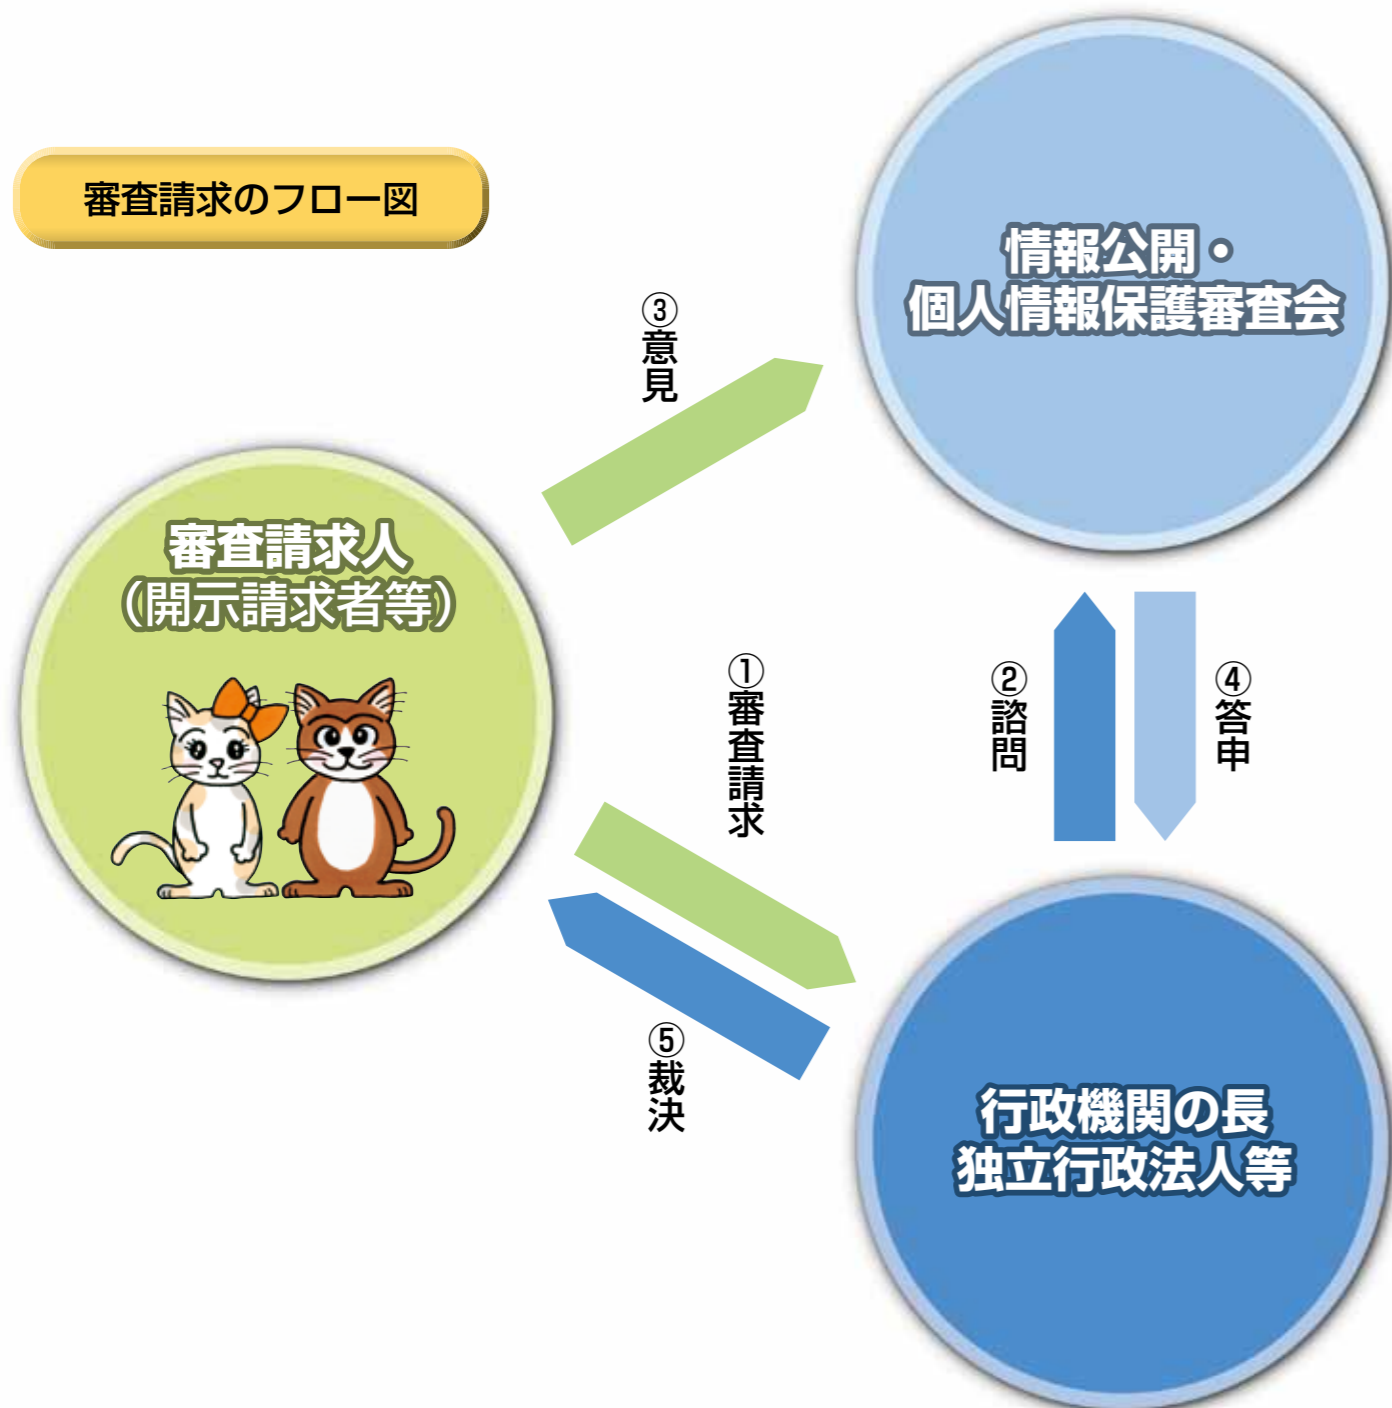 審査請求のフロー図
情報公開・
個人情報保護審査会
③意見
審査請求人
（開示請求者等）
①審査請求
②諮問
④答申
⑤裁決
行政機関の長
独立行政法人等